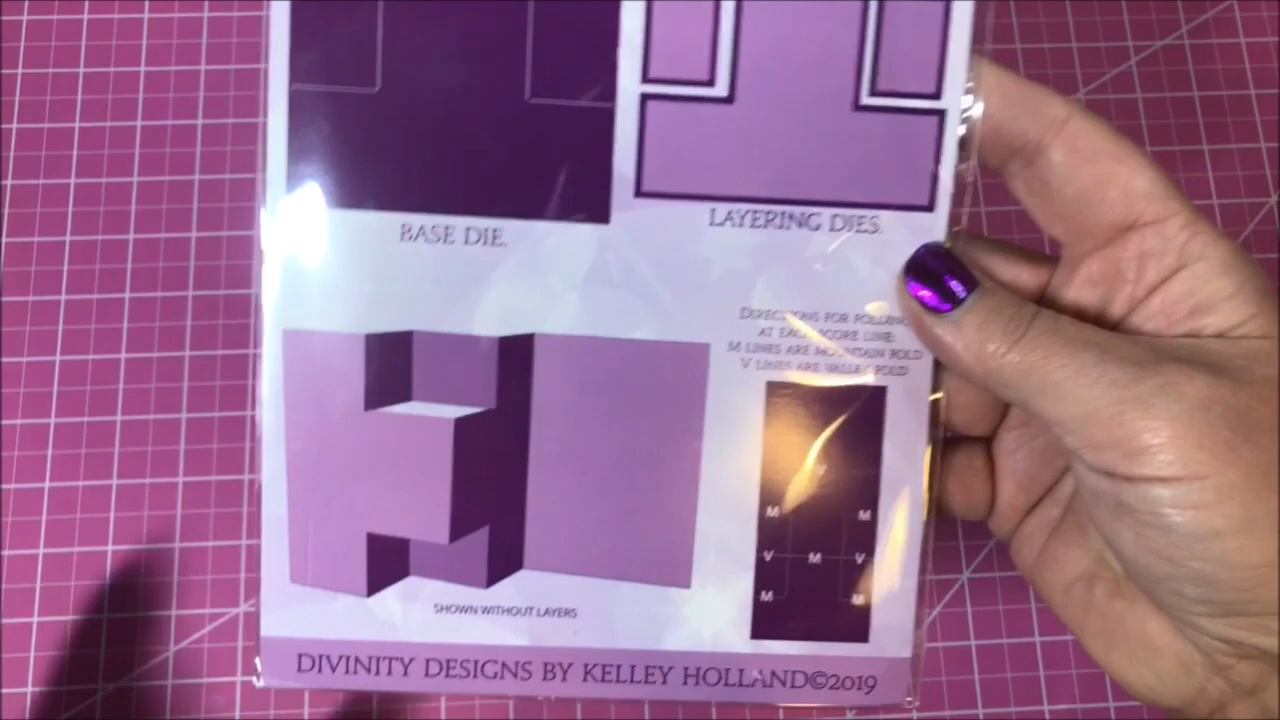 BASE DIE.
LAYERING DIES.
DIRECTIONS FOR FOLDING
AT EACH SCORE LINE:
M LINES ARE MOUNTAIN FOLD
V LINES ARE VALLEY FOLD
M M
V M V
M M
SHOWN WITHOUT LAYERS
DIVINITY DESIGNS BY KELLEY HOLLAND©2019